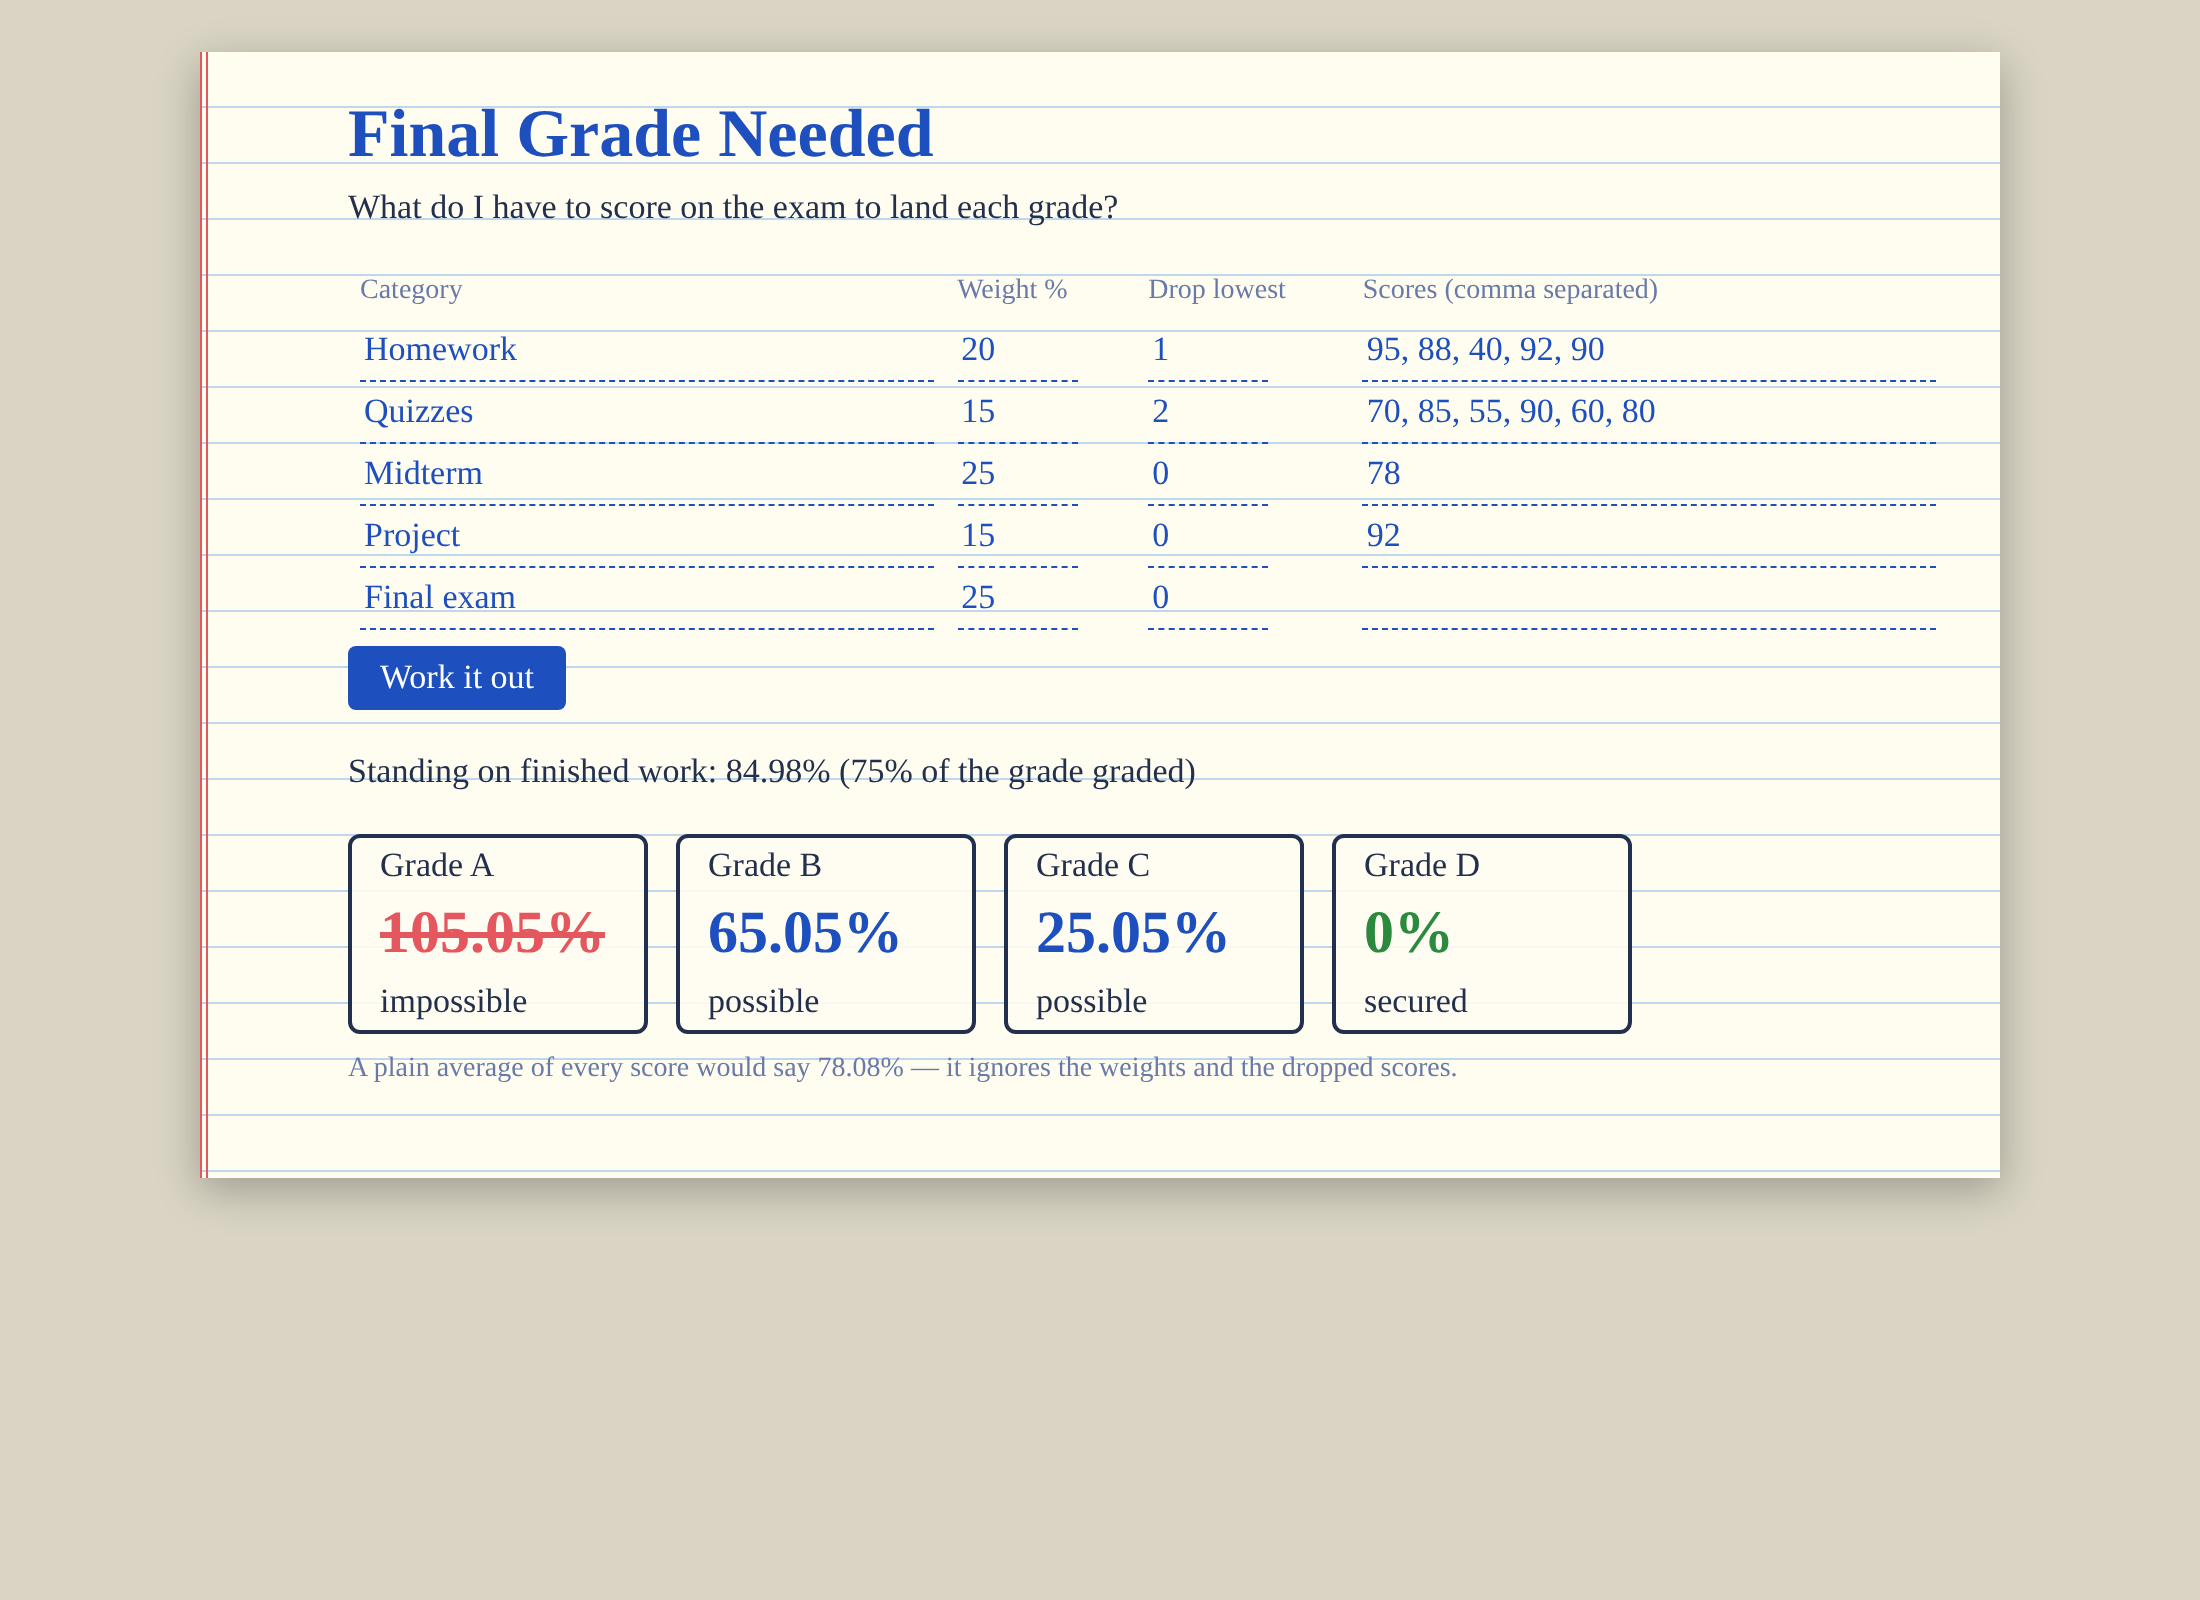 Final Grade Needed
What do I have to score on the exam to land each grade?
Category Weight % Drop lowest Scores (comma separated)
Homework 20 1 95, 88, 40, 92, 90
Quizzes 15 2 70, 85, 55, 90, 60, 80
Midterm 25 0 78
Project 15 0 92
Final exam 25 0
Work it out
Standing on finished work: 84.98% (75% of the grade graded)
Grade A
105.05%
impossible
Grade B
65.05%
possible
Grade C
25.05%
possible
Grade D
0%
secured
A plain average of every score would say 78.08% — it ignores the weights and the dropped scores.